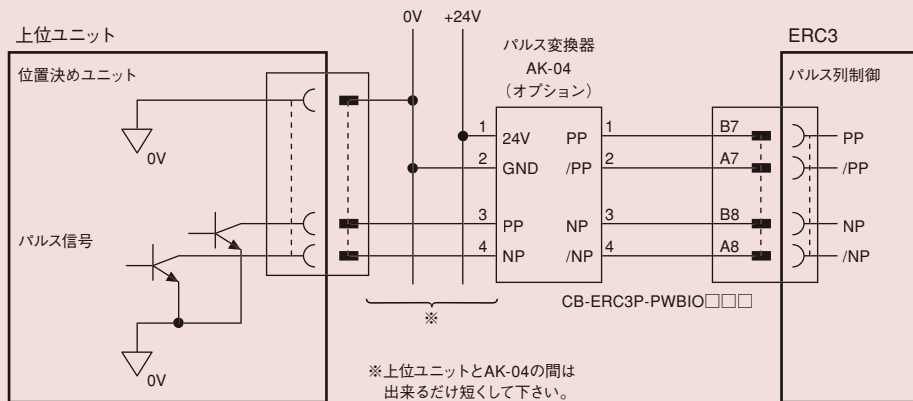 0V +24V
上位ユニット
パルス変換器
AK-04
（オプション）
ERC3
位置決めユニット
パルス列制御
0V
1 24V PP 1 B7 PP
2 GND /PP 2 A7 /PP
パルス信号
3 PP NP 3 B8 NP
4 NP /NP 4 A8 /NP
※
CB-ERC3P-PWBIO□□□
0V
※上位ユニットとAK-04の間は
出来るだけ短くして下さい。